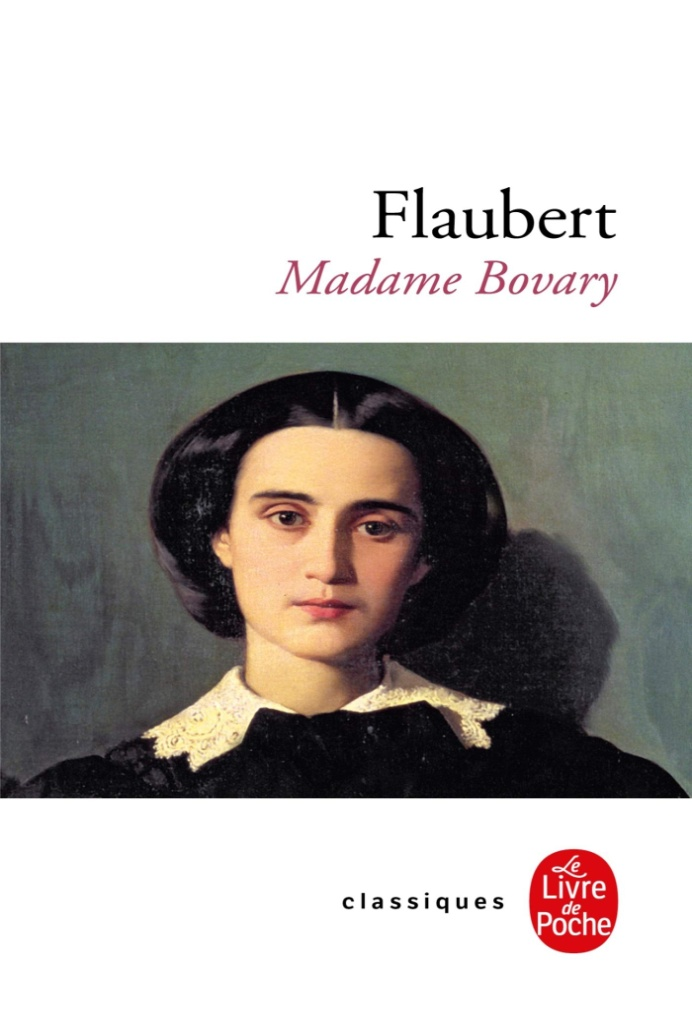 Flaubert
Madame Bovary
classiques
Le
Livre
de
Poche